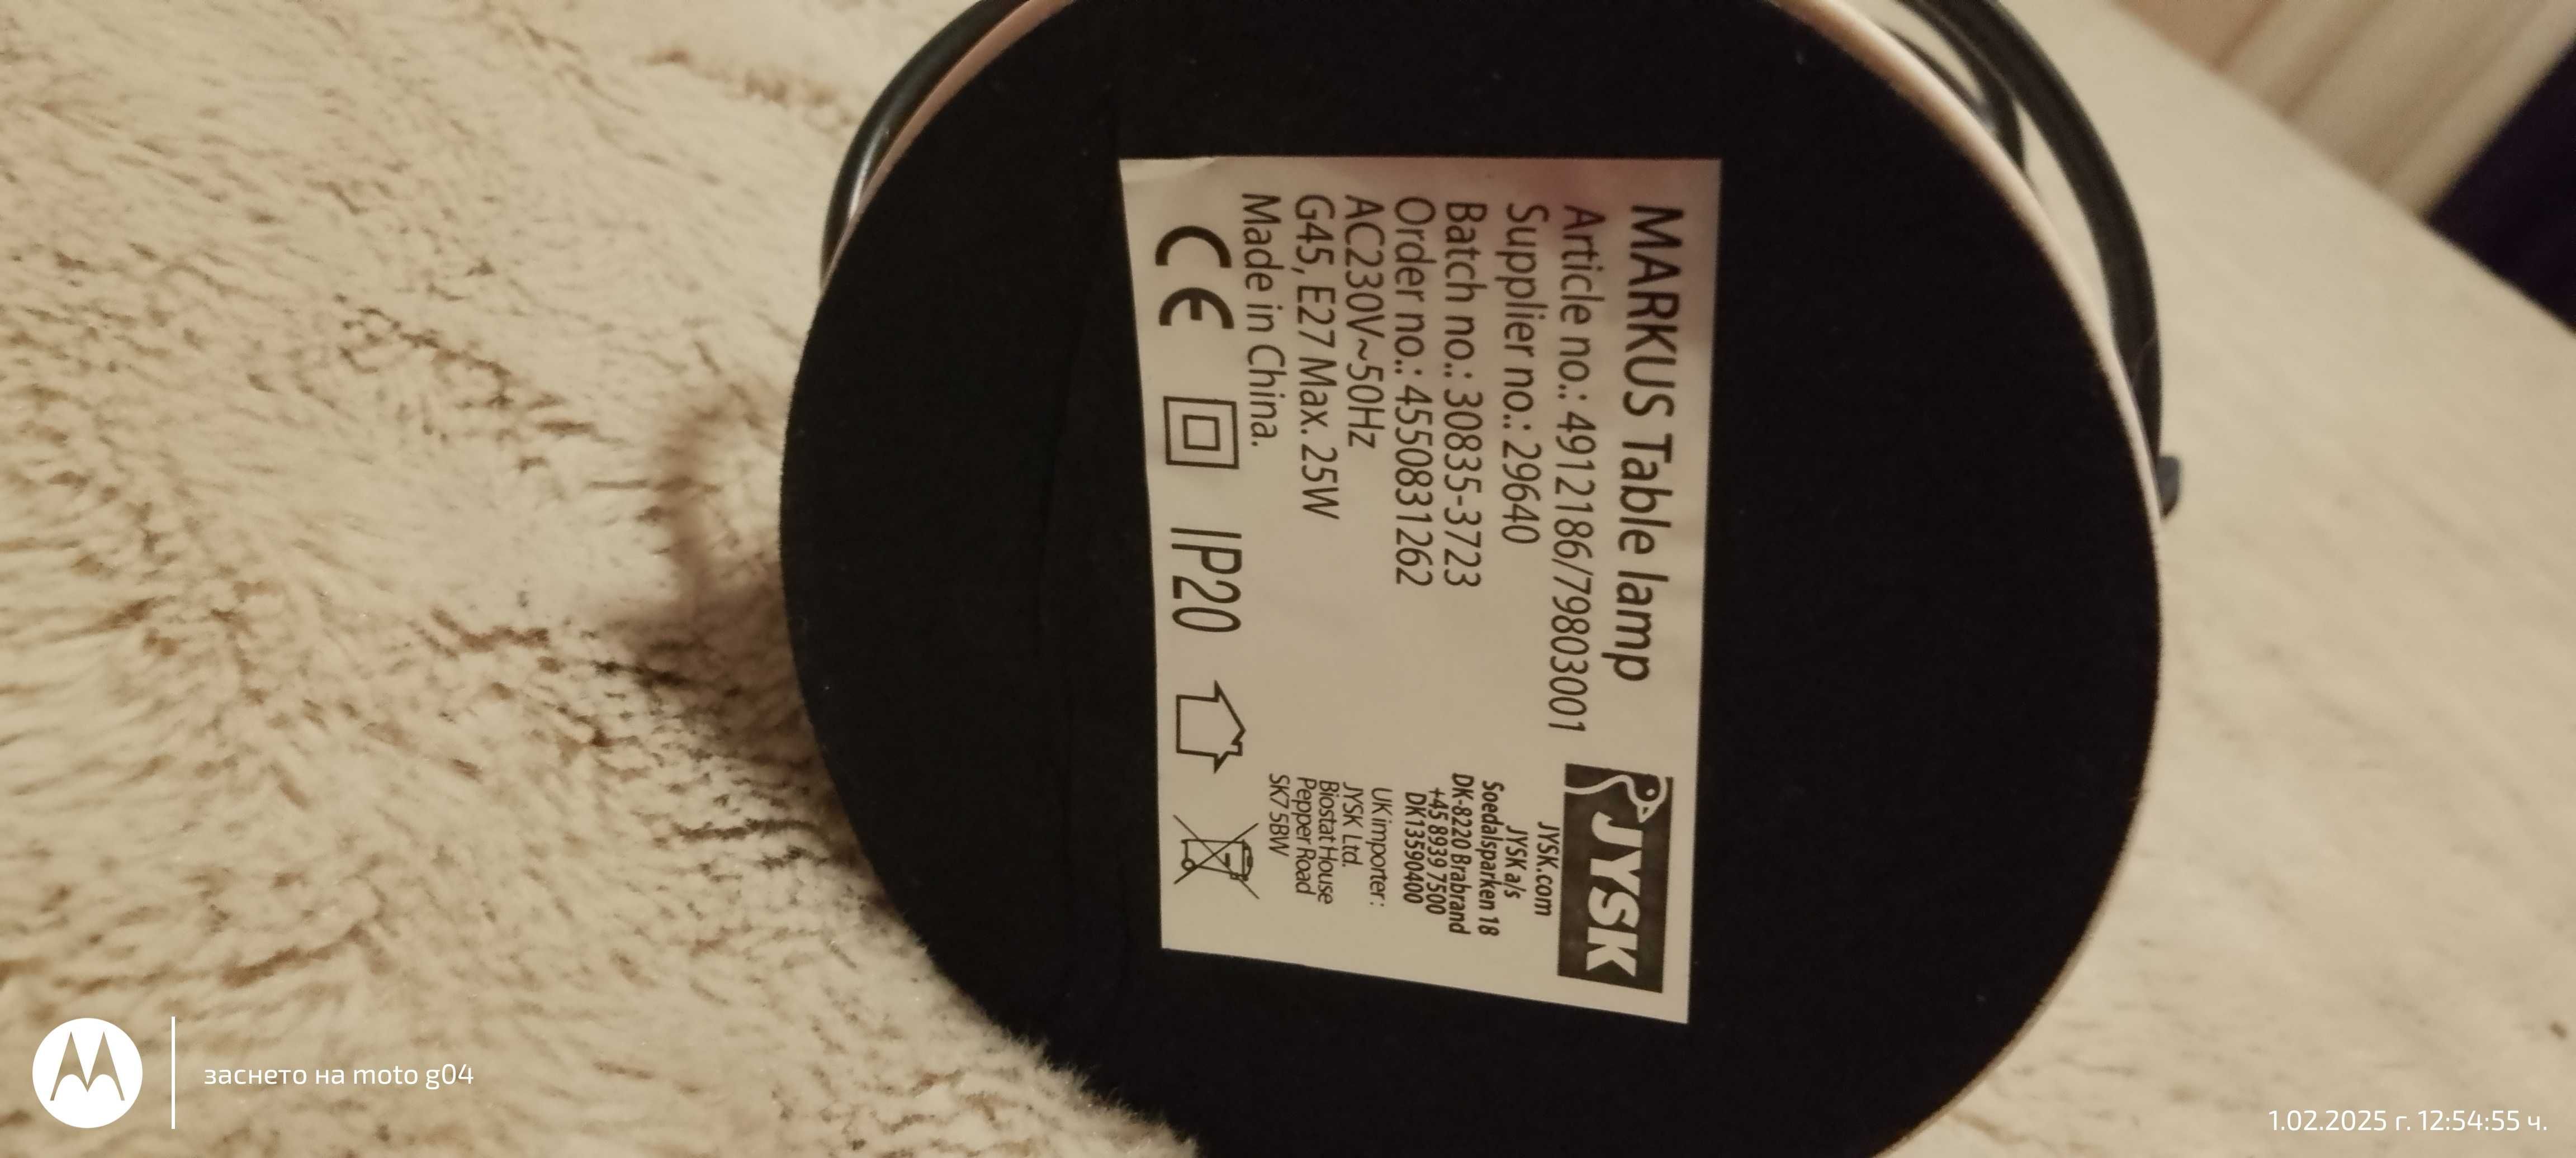 MARKUS Table lamp
Article no.: 4912186/79803001
Supplier no.: 29640
Batch no.: 30835-3723
Order no.: 4550831262
AC230V~50Hz
G45, E27 Max. 25W
Made in China.
CE IP20
JYSK
JYSK.com
JYSK a/s
Soedalsparken 18
DK-8220 Brabrand
+45 8939 7500
DK13590400
UK importer:
JYSK Ltd.
Biostat House
Pepper Road
SK7 5BW
заснето на moto g04
1.02.2025 г. 12:54:55 ч.